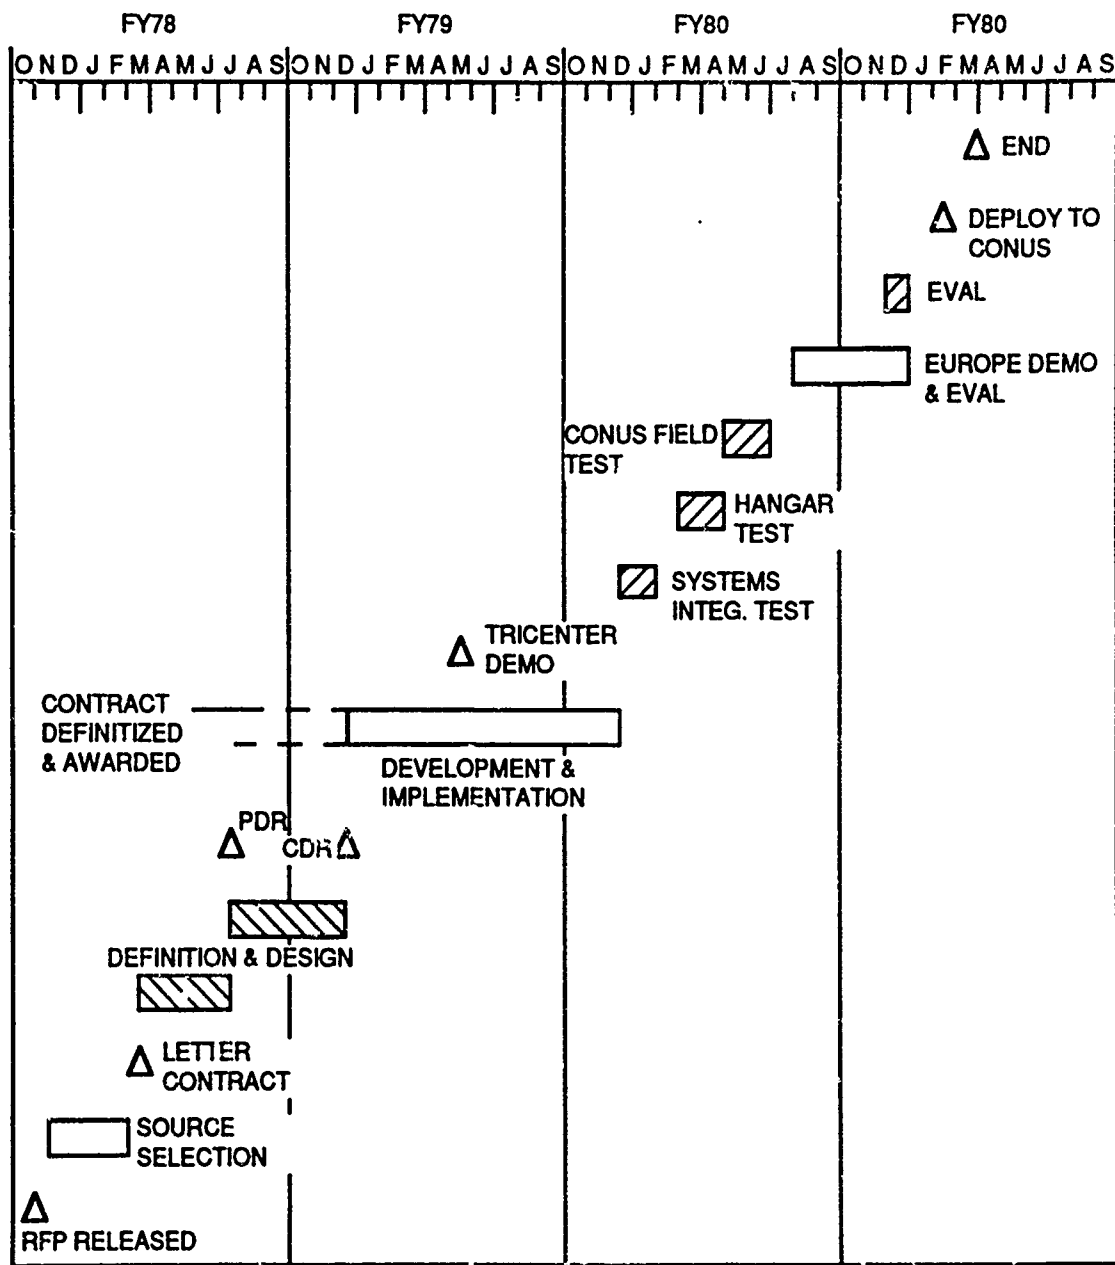 FY78 FY79 FY80 FY80
O N D J F M A M J J A S O N D J F M A M J J A S O N D J F M A M J J A S O N D J F M A M J J A S
END
DEPLOY TO
CONUS
EVAL
EUROPE DEMO
& EVAL
CONUS FIELD
TEST
HANGAR
TEST
SYSTEMS
INTEG. TEST
TRICENTER
DEMO
CONTRACT
DEFINITIZED
& AWARDED
DEVELOPMENT &
IMPLEMENTATION
PDR
CDR
DEFINITION & DESIGN
LETTER
CONTRACT
SOURCE
SELECTION
RFP RELEASED